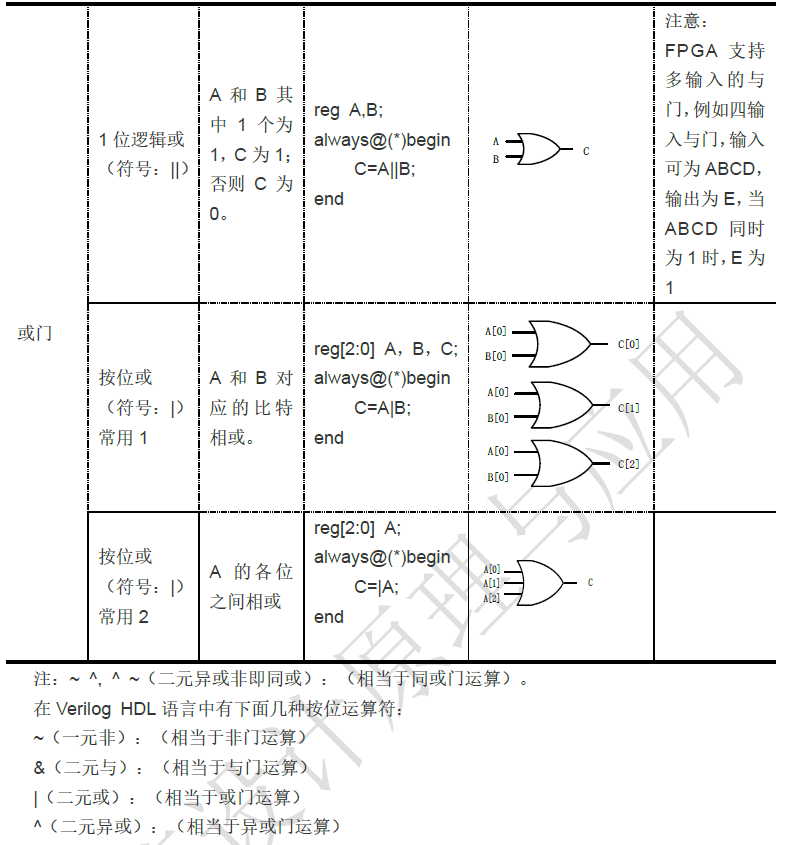 或门
1 位逻辑或
（符号：||）
A 和 B 其
中 1 个为
1，C 为 1；
否则 C 为
0。
reg A,B;
always@(*)begin
C=A||B;
end
A
B
C
注意：
FPGA 支持
多输入的与
门，例如四输
入与门，输入
可为 ABCD，
输出为 E，当
ABCD 同时
为 1 时，E 为
1
按位或
（符号：|）
常用 1
A 和 B 对
应的比特
相或。
reg[2:0] A，B，C;
always@(*)begin
C=A|B;
end
A[0]
B[0]
C[0]
A[0]
B[0]
C[1]
A[0]
B[0]
C[2]
按位或
（符号：|）
常用 2
A 的各位
之间相或
reg[2:0] A;
always@(*)begin
C=|A;
end
A[0]
A[1]
A[2]
C
注：~ ^, ^ ~（二元异或非即同或）：（相当于同或门运算）。
在 Verilog HDL 语言中有下面几种按位运算符：
~（一元非）：（相当于非门运算）
&（二元与）：（相当于与门运算）
|（二元或）：（相当于或门运算）
^（二元异或）：（相当于异或门运算）
设计原理与应用